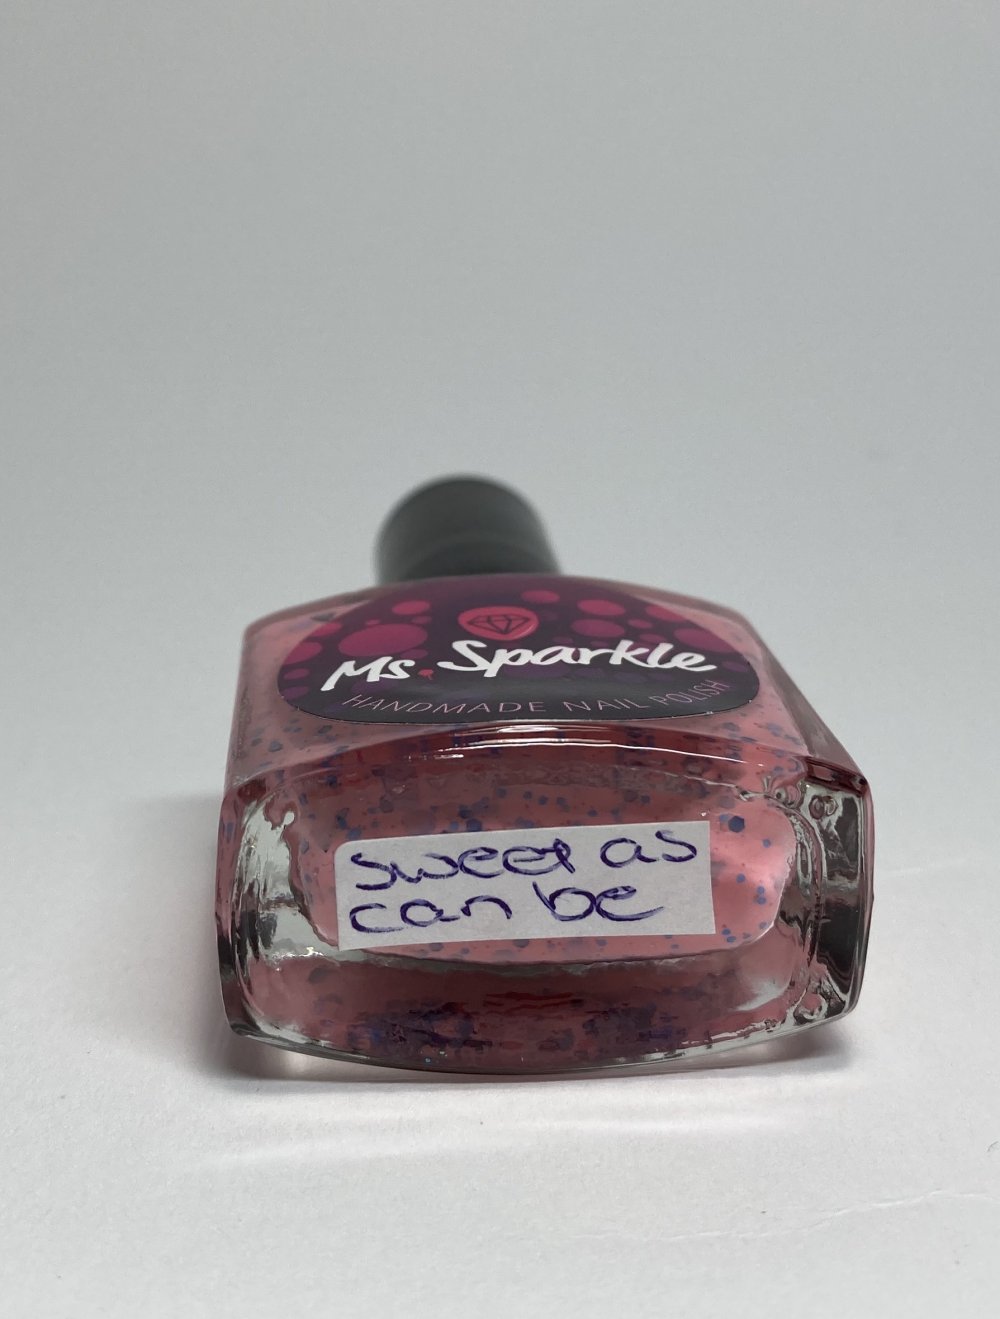 Ms. Sparkle
HANDMADE NAIL POLISH
sweet as
can be